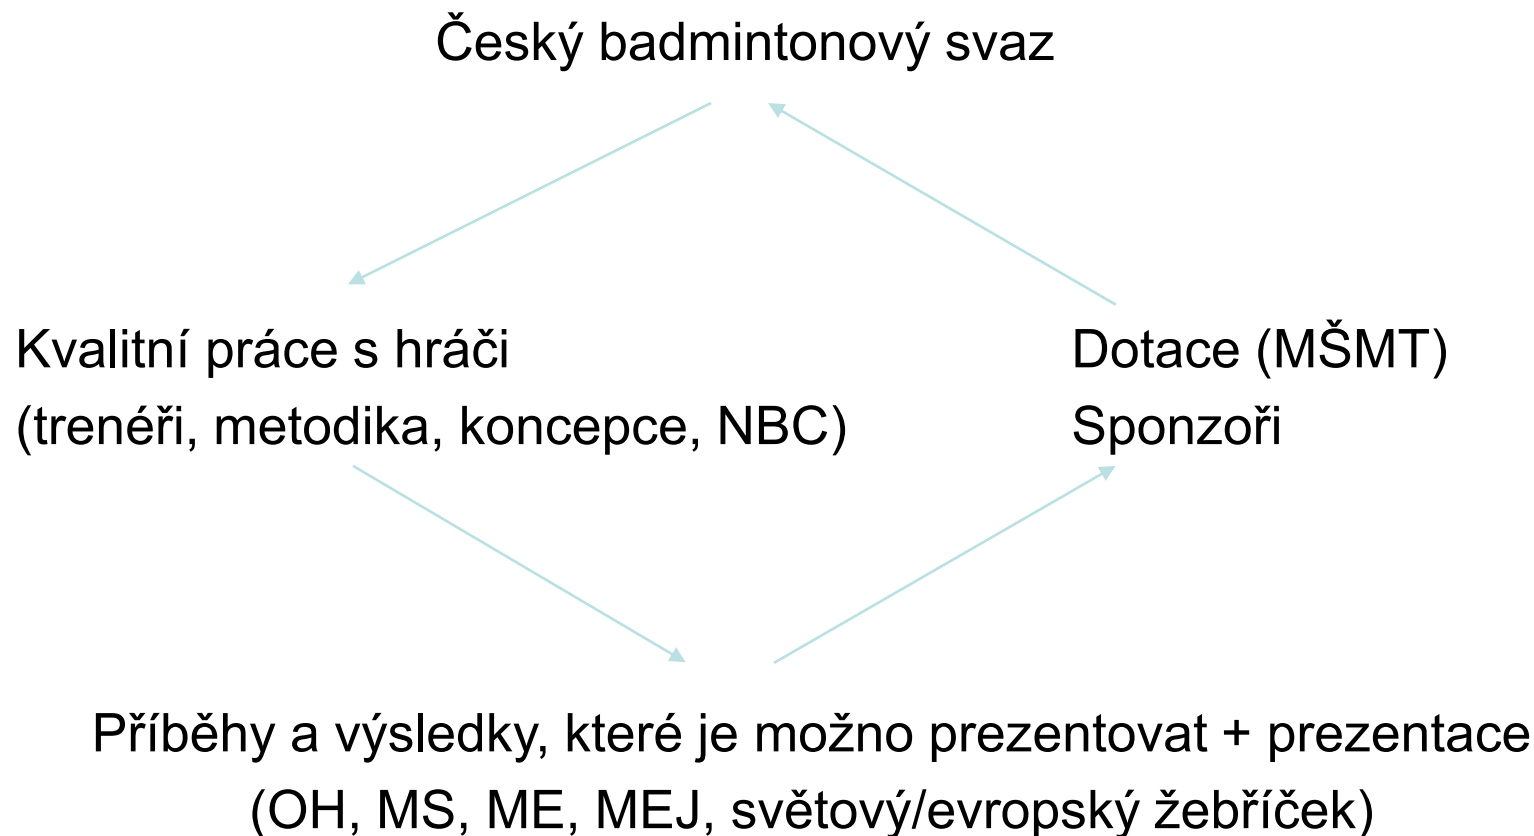 Český badmintonový svaz
Kvalitní práce s hráči
(trenéři, metodika, koncepce, NBC)
Dotace (MŠMT)
Sponzoři
Příběhy a výsledky, které je možno prezentovat + prezentace
(OH, MS, ME, MEJ, světový/evropský žebříček)